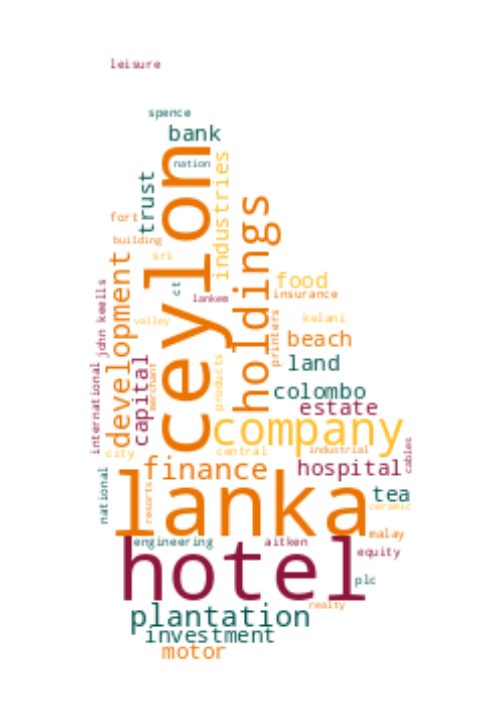 leisure
spence
bank
nation
ceylon
trust
industries
holdings
fort
building
sri
development
ct
lankem
food
insurance
john keells
valley
kelani
printers
beach
land
capital
merchant
products
colombo
estate
international
company
city
central
industrial
cables
finance
hospital
national
resorts
lanka
tea
ceramic
malay
engineering
aitken
hotel
equity
plc
realty
plantation
investment
motor